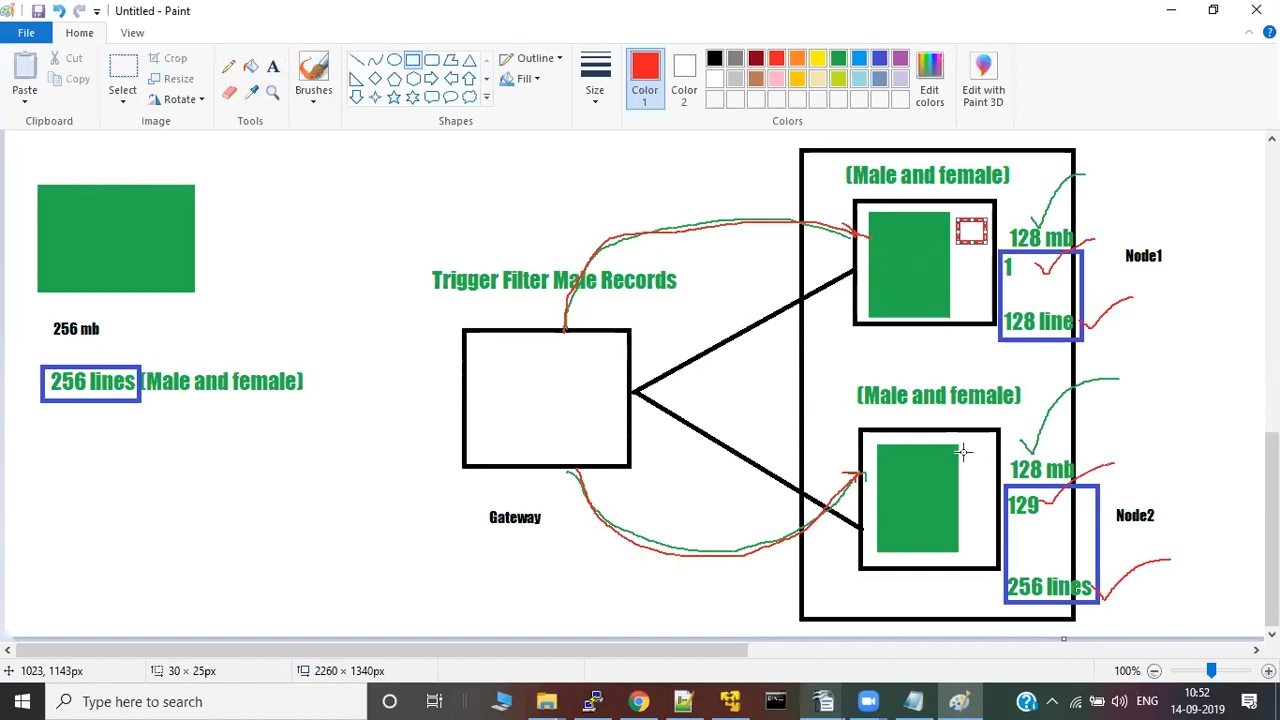 Untitled - Paint
File
Home
View
Paste
Cut
Copy
Clipboard
Select
Crop
Resize
Rotate
Image
A
Tools
Brushes
Outline
Fill
Shapes
Size
Color 1
Color 2
Edit colors
Edit with Paint 3D
Colors
256 mb
256 lines (Male and female)
Trigger Filter Male Records
Gateway
(Male and female)
128 mb
1
128 line
Node1
(Male and female)
128 mb
129
256 lines
Node2
1023, 1143px
30 × 25px
2260 × 1340px
100%
Type here to search
ENG
10:52
14-09-2019